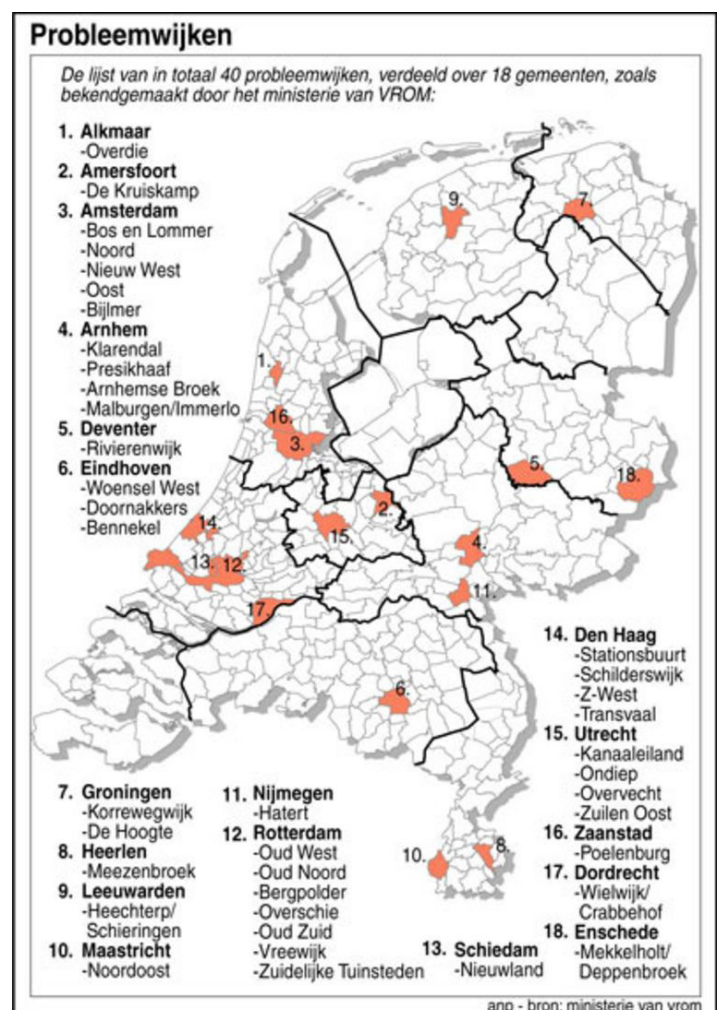 Probleemwijken
De lijst van in totaal 40 probleemwijken, verdeeld over 18 gemeenten, zoals
bekendgemaakt door het ministerie van VROM:
1. Alkmaar
-Overdie
2. Amersfoort
-De Kruiskamp
3. Amsterdam
-Bos en Lommer
-Noord
-Nieuw West
-Oost
-Bijlmer
4. Arnhem
-Klarendal
-Presikhaaf
-Arnhemse Broek
-Malburgen/Immerlo
5. Deventer
-Rivierenwijk
6. Eindhoven
-Woensel West
-Doornakkers
-Bennekel
9.
7.
1.
16.
3.
5.
18.
2.
14.
15.
4.
13.
12.
11.
17.
6.
10.
8.
7. Groningen
-Korrewegwijk
-De Hoogte
8. Heerlen
-Meezenbroek
9. Leeuwarden
-Heechterp/
Schieringen
10. Maastricht
-Noordoost
11. Nijmegen
-Hatert
12. Rotterdam
-Oud West
-Oud Noord
-Bergpolder
-Overschie
-Oud Zuid
-Vreewijk
-Zuidelijke Tuinsteden
13. Schiedam
-Nieuwland
14. Den Haag
-Stationsbuurt
-Schilderswijk
-Z-West
-Transvaal
15. Utrecht
-Kanaaleiland
-Ondiep
-Overvecht
-Zuilen Oost
16. Zaanstad
-Poelenburg
17. Dordrecht
-Wielwijk/
Crabbehof
18. Enschede
-Mekkelholt/
Deppenbroek
anp - bron: ministerie van vrom